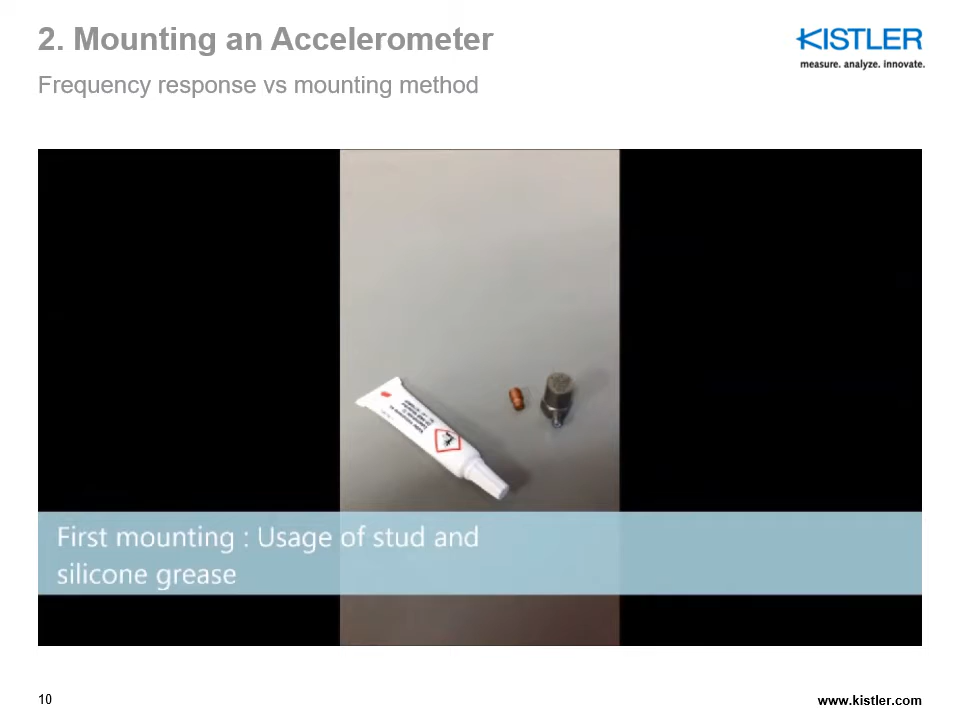 2. Mounting an Accelerometer
Frequency response vs mounting method
KISTLER
measure. analyze. innovate.
First mounting : Usage of stud and
silicone grease
10
www.kistler.com